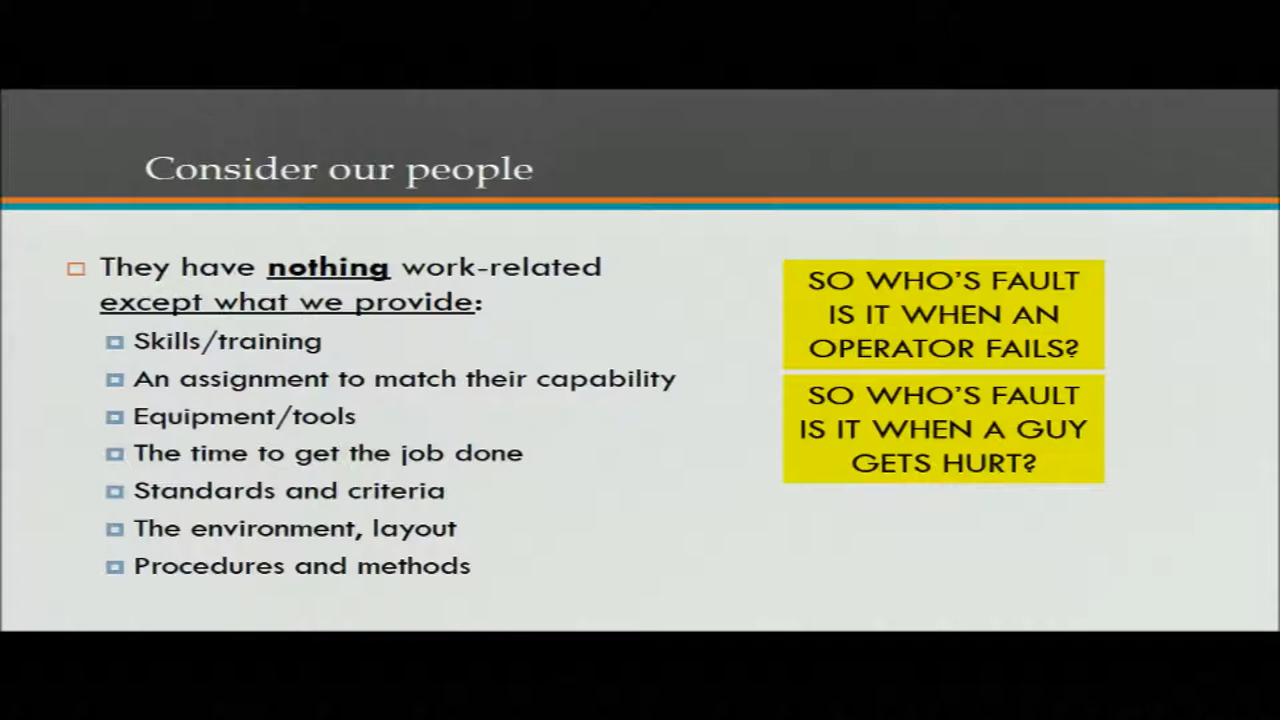 Consider our people
They have nothing work-related
except what we provide:
Skills/training
An assignment to match their capability
Equipment/tools
The time to get the job done
Standards and criteria
The environment, layout
Procedures and methods
SO WHO'S FAULT
IS IT WHEN AN
OPERATOR FAILS?
SO WHO'S FAULT
IS IT WHEN A GUY
GETS HURT?